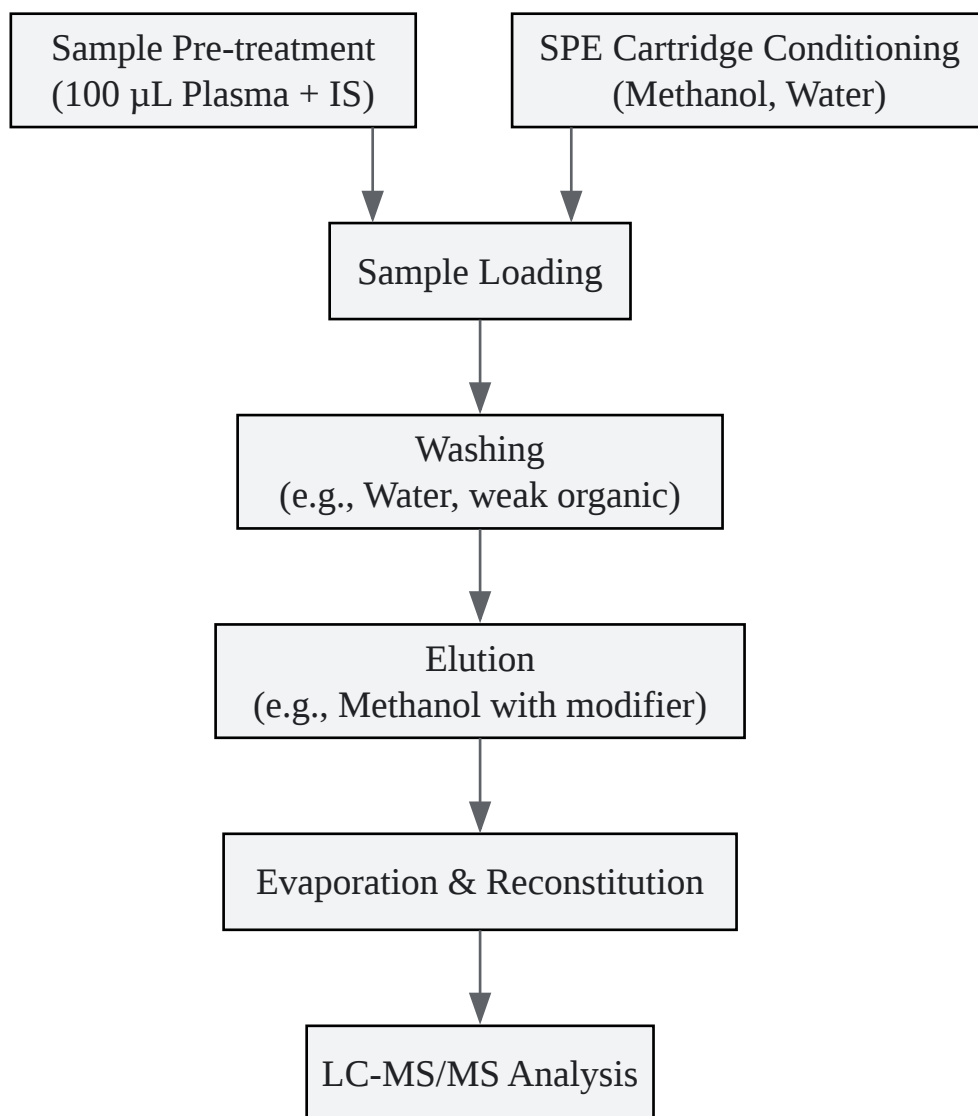 Sample Pre-treatment
(100 µL Plasma + IS)
SPE Cartridge Conditioning
(Methanol, Water)
Sample Loading
Washing
(e.g., Water, weak organic)
Elution
(e.g., Methanol with modifier)
Evaporation & Reconstitution
LC-MS/MS Analysis